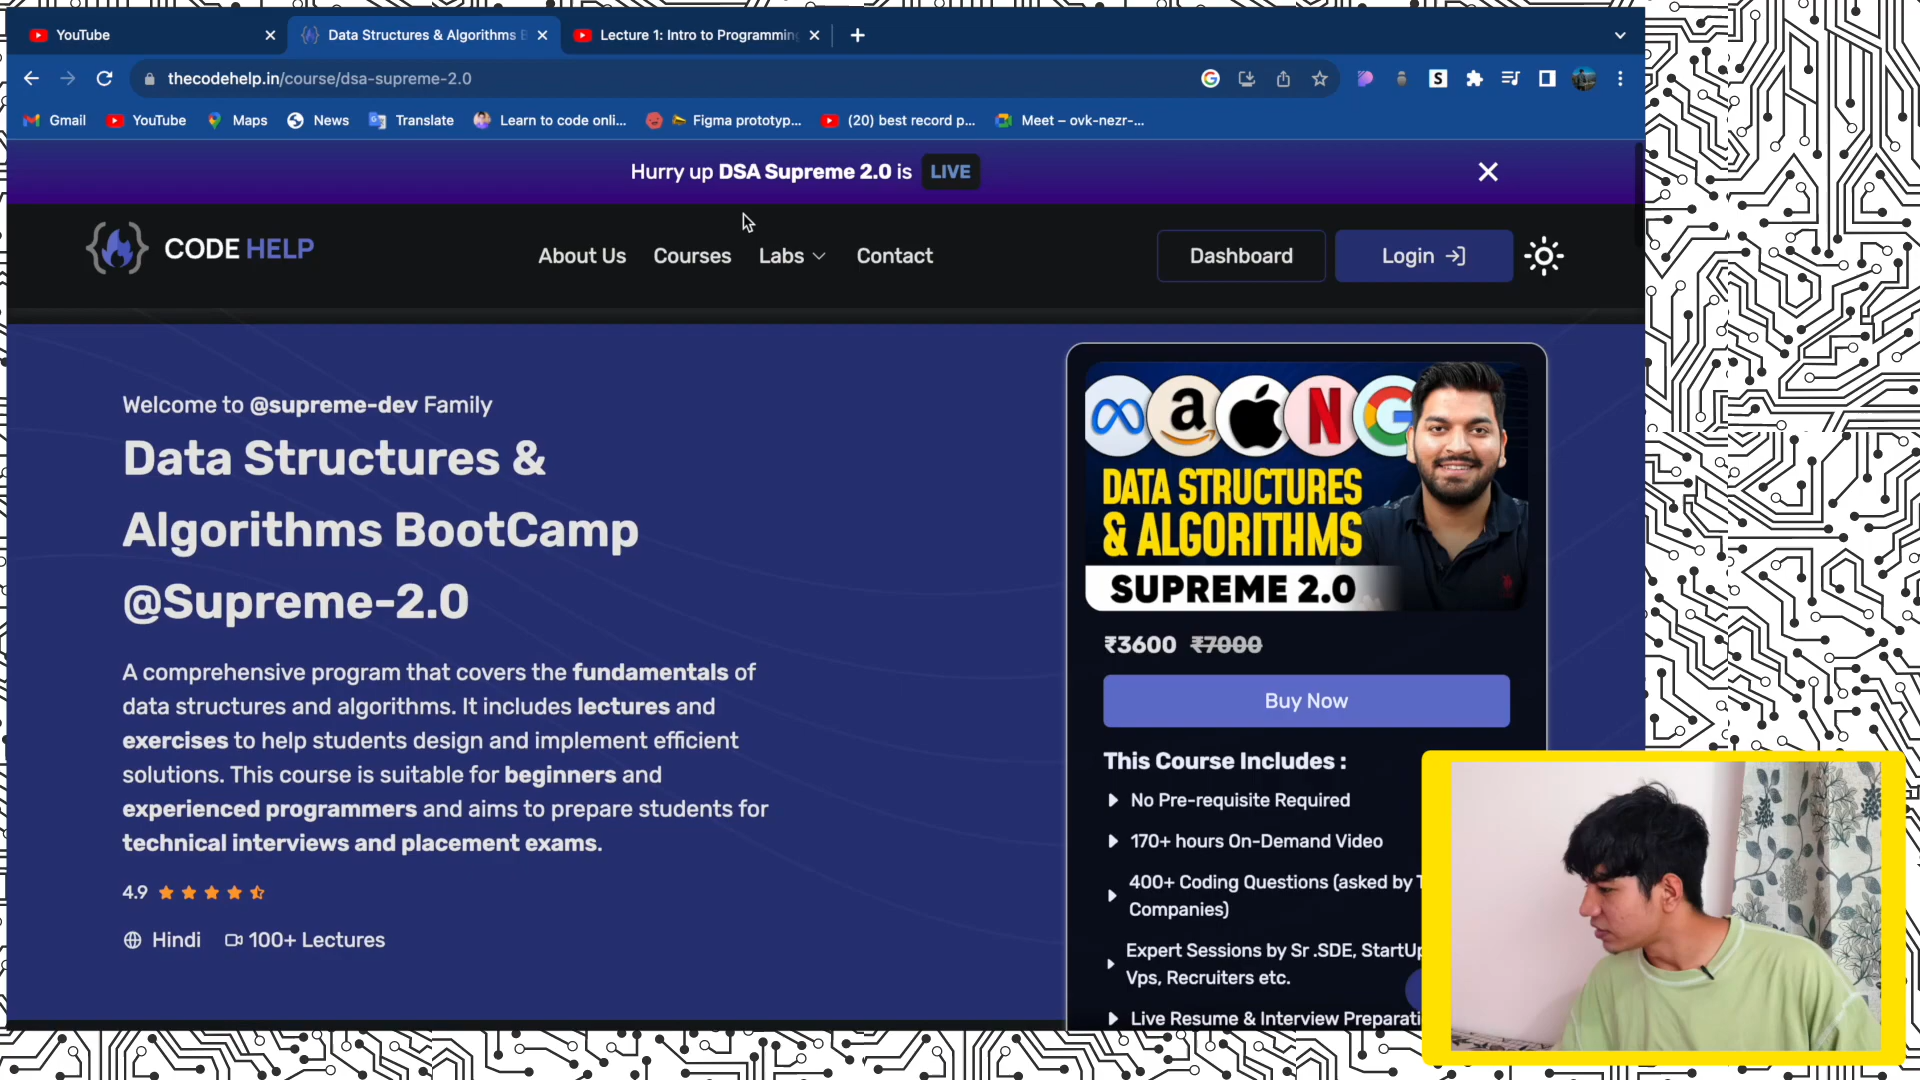 YouTube
Data Structures & Algorithms B
Lecture 1: Intro to Programming
thecodehelp.in/course/dsa-supreme-2.0
Gmail
YouTube
Maps
News
Translate
Learn to code onli...
Figma prototyp...
(20) best record p...
Meet – ovk-nezr-...
Hurry up DSA Supreme 2.0 is LIVE
CODE HELP
About Us
Courses
Labs
Contact
Dashboard
Login
Welcome to @supreme-dev Family
Data Structures &
Algorithms BootCamp
@Supreme-2.0
A comprehensive program that covers the fundamentals of
data structures and algorithms. It includes lectures and
exercises to help students design and implement efficient
solutions. This course is suitable for beginners and
experienced programmers and aims to prepare students for
technical interviews and placement exams.
4.9
Hindi
100+ Lectures
DATA STRUCTURES
& ALGORITHMS
SUPREME 2.0
₹3600 ₹7000
Buy Now
This Course Includes :
No Pre-requisite Required
170+ hours On-Demand Video
400+ Coding Questions (asked by T
Companies)
Expert Sessions by Sr .SDE, StartUp
Vps, Recruiters etc.
Live Resume & Interview Preparati